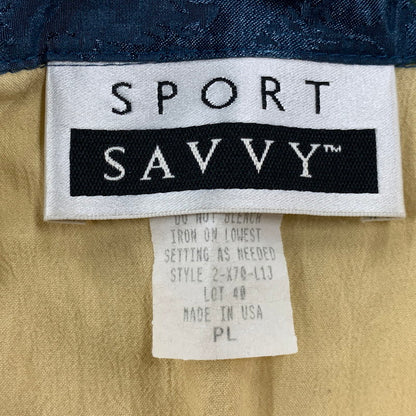 SPORT
SAVVY™
DO NOT BLEACH
IRON ON LOWEST
SETTING AS NEEDED
STYLE 2-X70-L13
LOT 40
MADE IN USA
PL